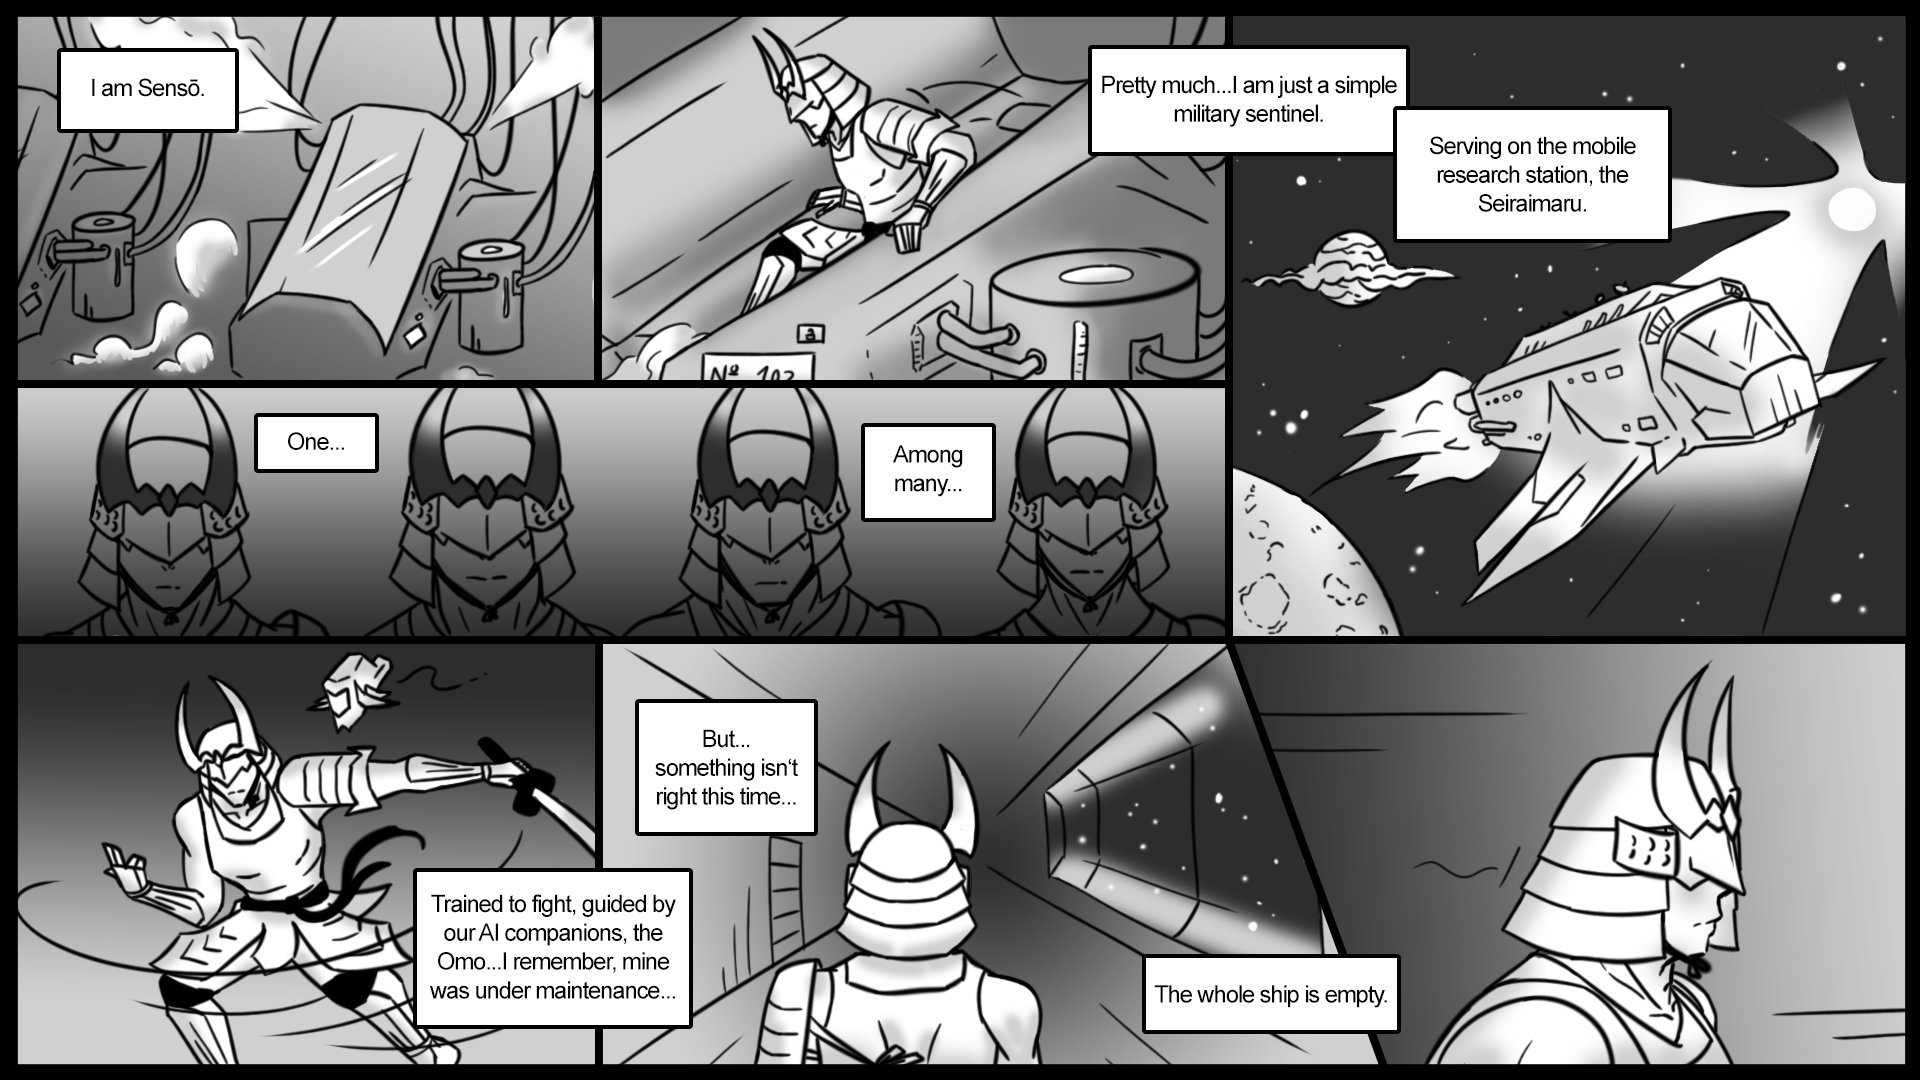 I am Sensō.
Pretty much...I am just a simple
military sentinel.
Serving on the mobile
research station, the
Seiraimaru.
Nº 102
a
One...
Among
many...
Trained to fight, guided by
our AI companions, the
Omo...I remember, mine
was under maintenance...
But...
something isn't
right this time...
The whole ship is empty.